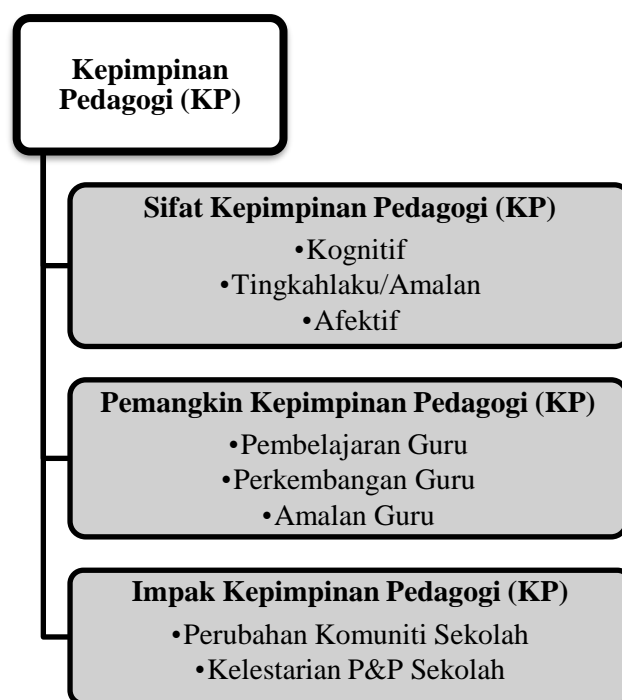 Kepimpinan
Pedagogi (KP)
Sifat Kepimpinan Pedagogi (KP)
•Kognitif
•Tingkahlaku/Amalan
•Afektif
Pemangkin Kepimpinan Pedagogi (KP)
•Pembelajaran Guru
•Perkembangan Guru
•Amalan Guru
Impak Kepimpinan Pedagogi (KP)
•Perubahan Komuniti Sekolah
•Kelestarian P&P Sekolah